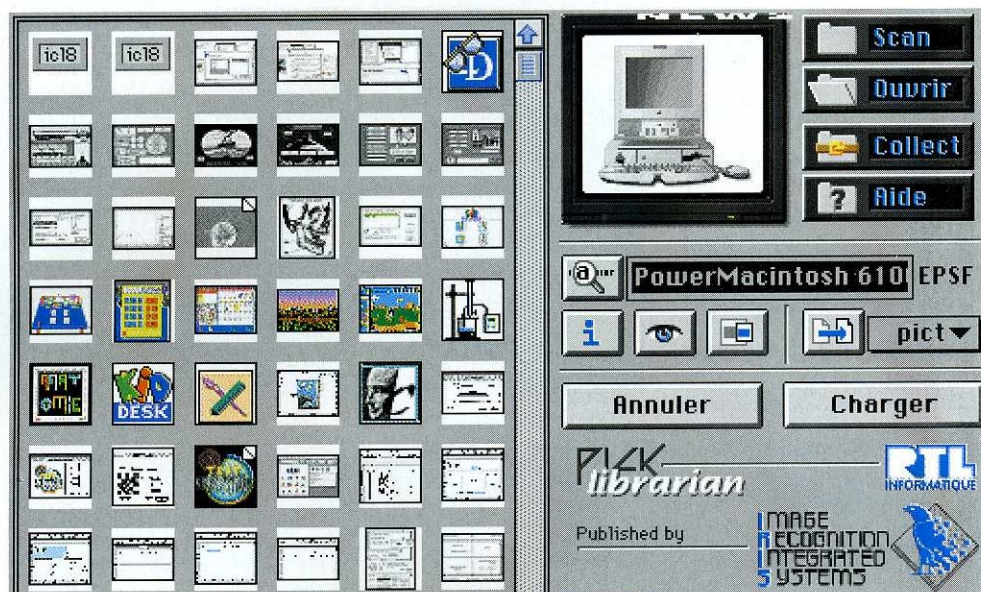 icl8
icl8
4D
KID
DESK
Scan
Ouvrir
Collect
Aide
a
PowerMacintosh 610
EPSF
i
pict
Annuler
Charger
PICK
librarian
RTL
INFORMATIQUE
Published by
IMAGE
RECOGNITION
INTEGRATED
SYSTEMS